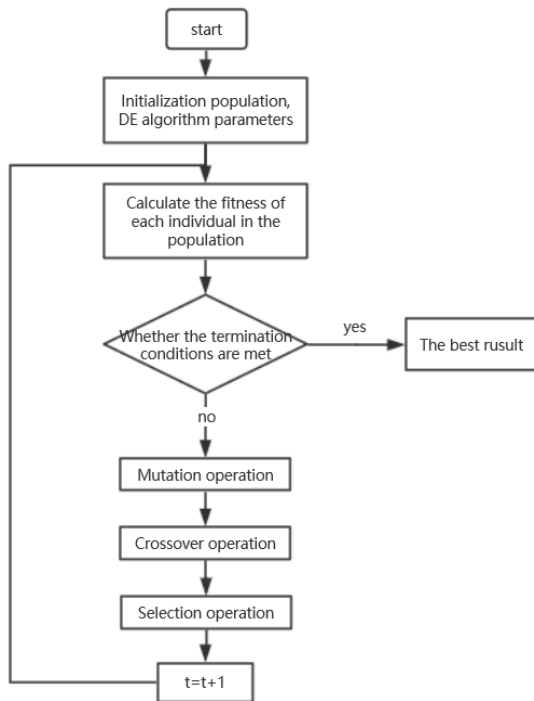 start
Initialization population,
DE algorithm parameters
Calculate the fitness of
each individual in the
population
Whether the termination
conditions are met
yes
The best rusult
no
Mutation operation
Crossover operation
Selection operation
t=t+1